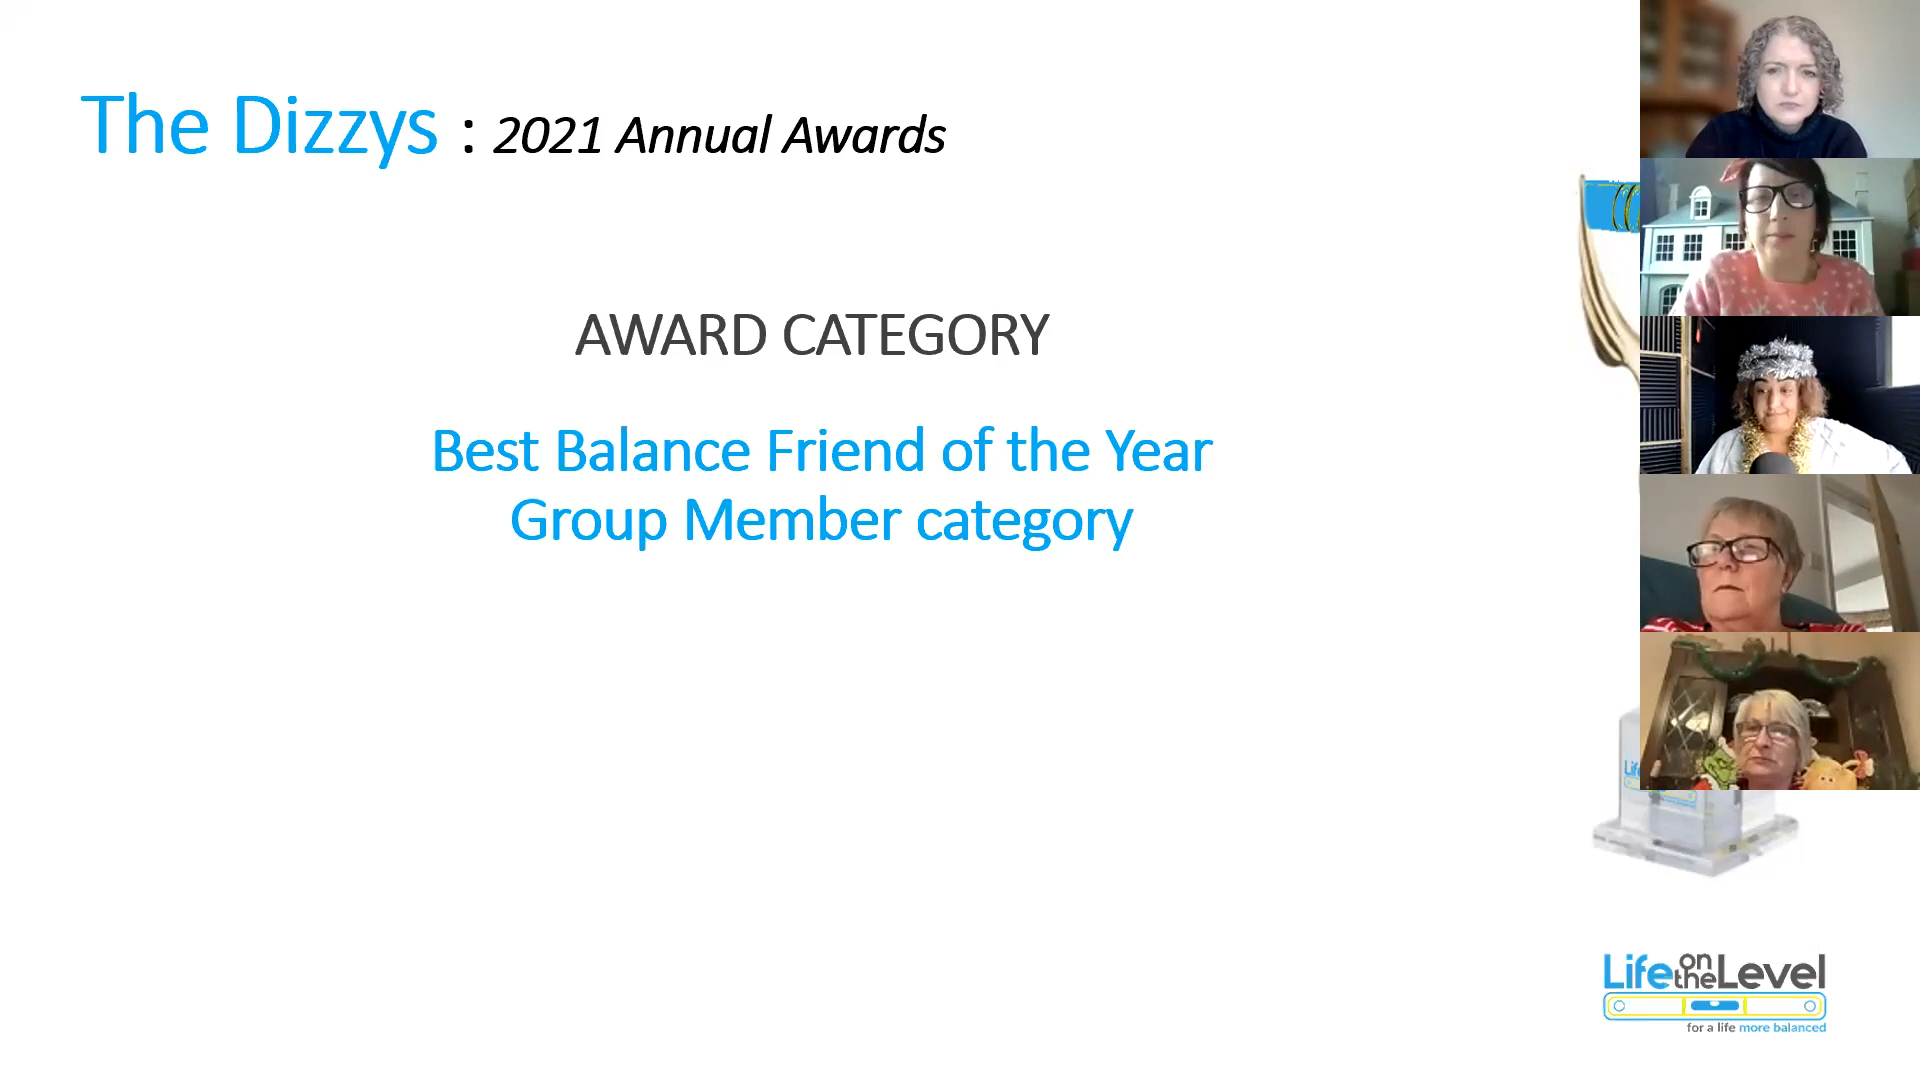 The Dizzys : 2021 Annual Awards
AWARD CATEGORY
Best Balance Friend of the Year
Group Member category
Life on the Level
for a life more balanced